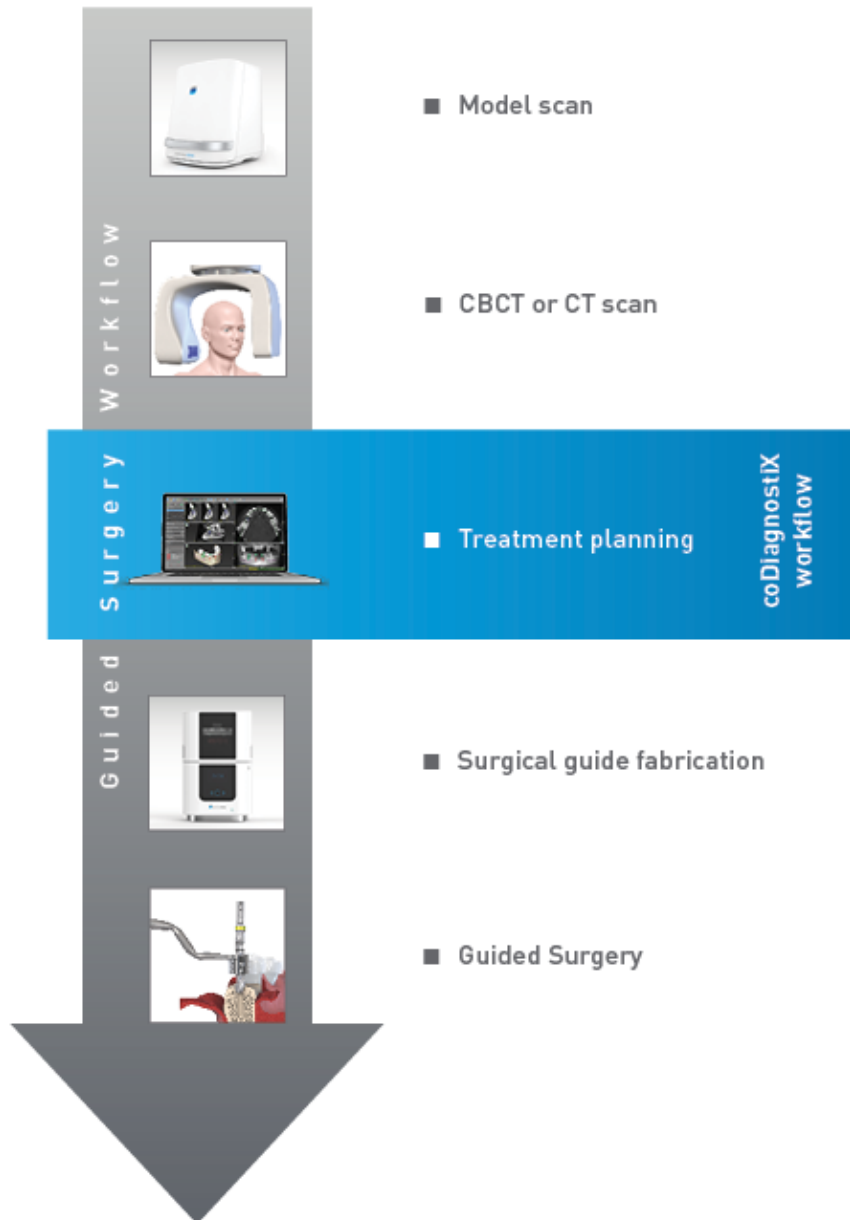 Model scan
CBCT or CT scan
Treatment planning
coDiagnostiX
workflow
Surgical guide fabrication
Guided Surgery
Guided Surgery Workflow